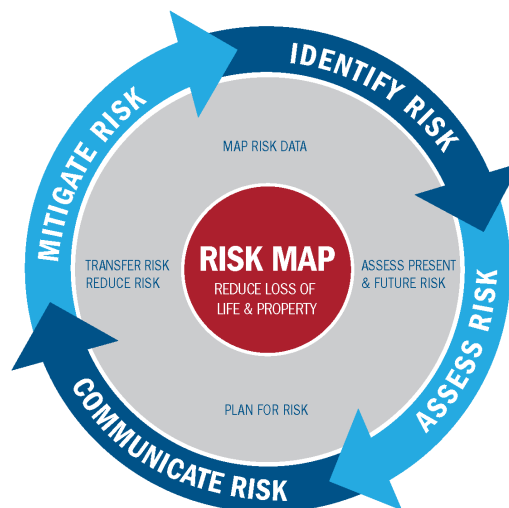 IDENTIFY RISK
MAP RISK DATA
MITIGATE RISK
TRANSFER RISK
REDUCE RISK
RISK MAP
REDUCE LOSS OF
LIFE & PROPERTY
ASSESS PRESENT
& FUTURE RISK
ASSESS RISK
PLAN FOR RISK
COMMUNICATE RISK